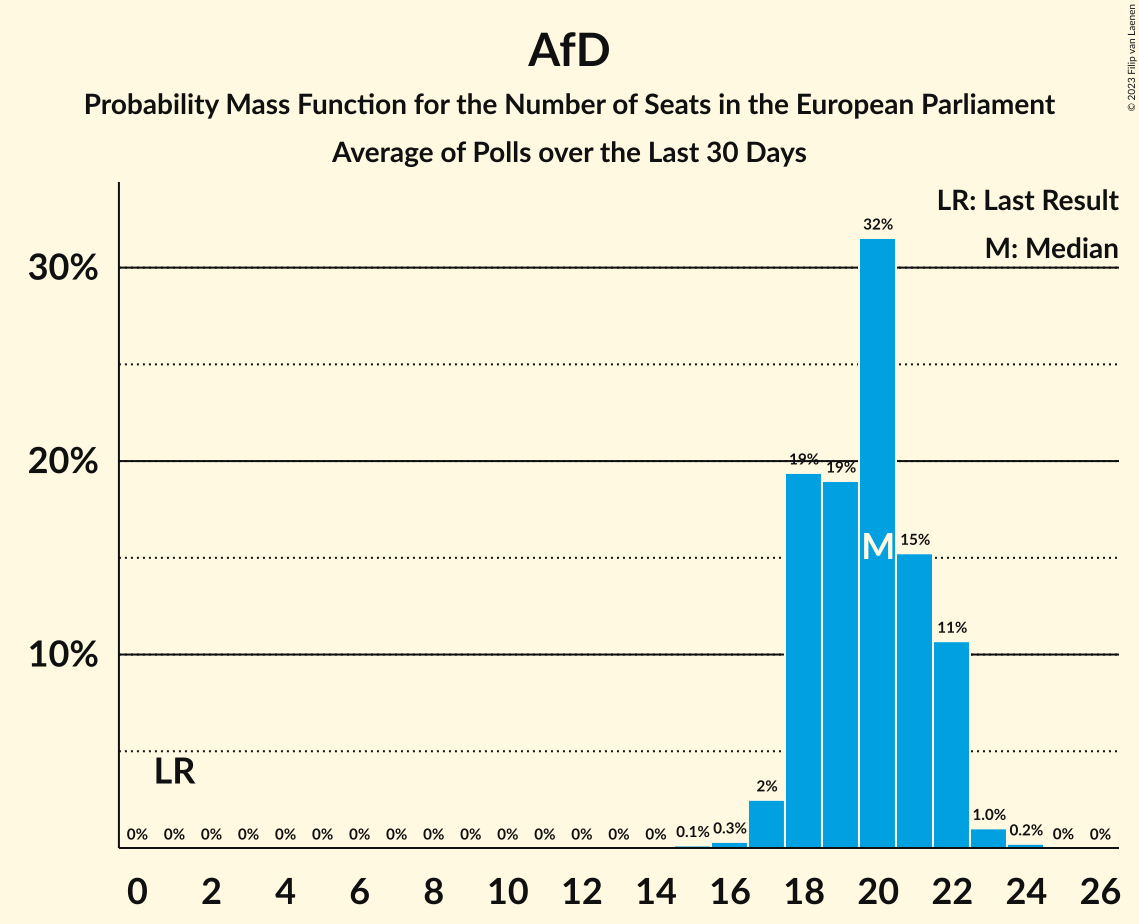 AfD
Probability Mass Function for the Number of Seats in the European Parliament
Average of Polls over the Last 30 Days
© 2023 Filip van Laenen
LR: Last Result
M: Median
30%
20%
10%
LR
M
0% 0% 0% 0% 0% 0% 0% 0% 0% 0% 0% 0% 0% 0% 0% 0.1% 0.3% 2% 19% 19% 32% 15% 11% 1.0% 0.2% 0% 0%
0 2 4 6 8 10 12 14 16 18 20 22 24 26